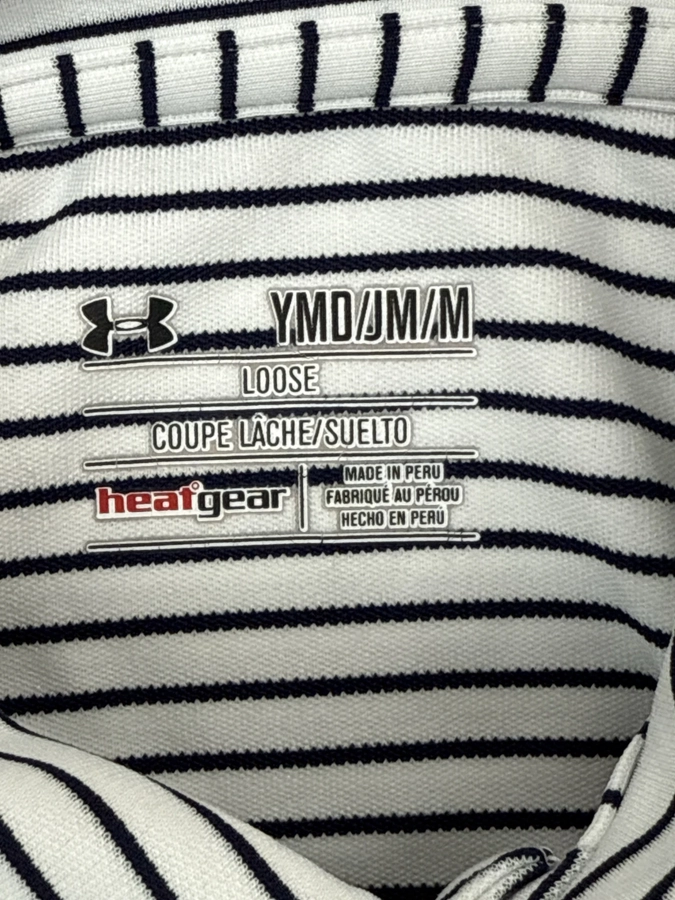 YMD/JM/M
LOOSE
COUPE LÂCHE/SUELTO
heatgear
MADE IN PERU
FABRIQUÉ AU PÉROU
HECHO EN PERÚ